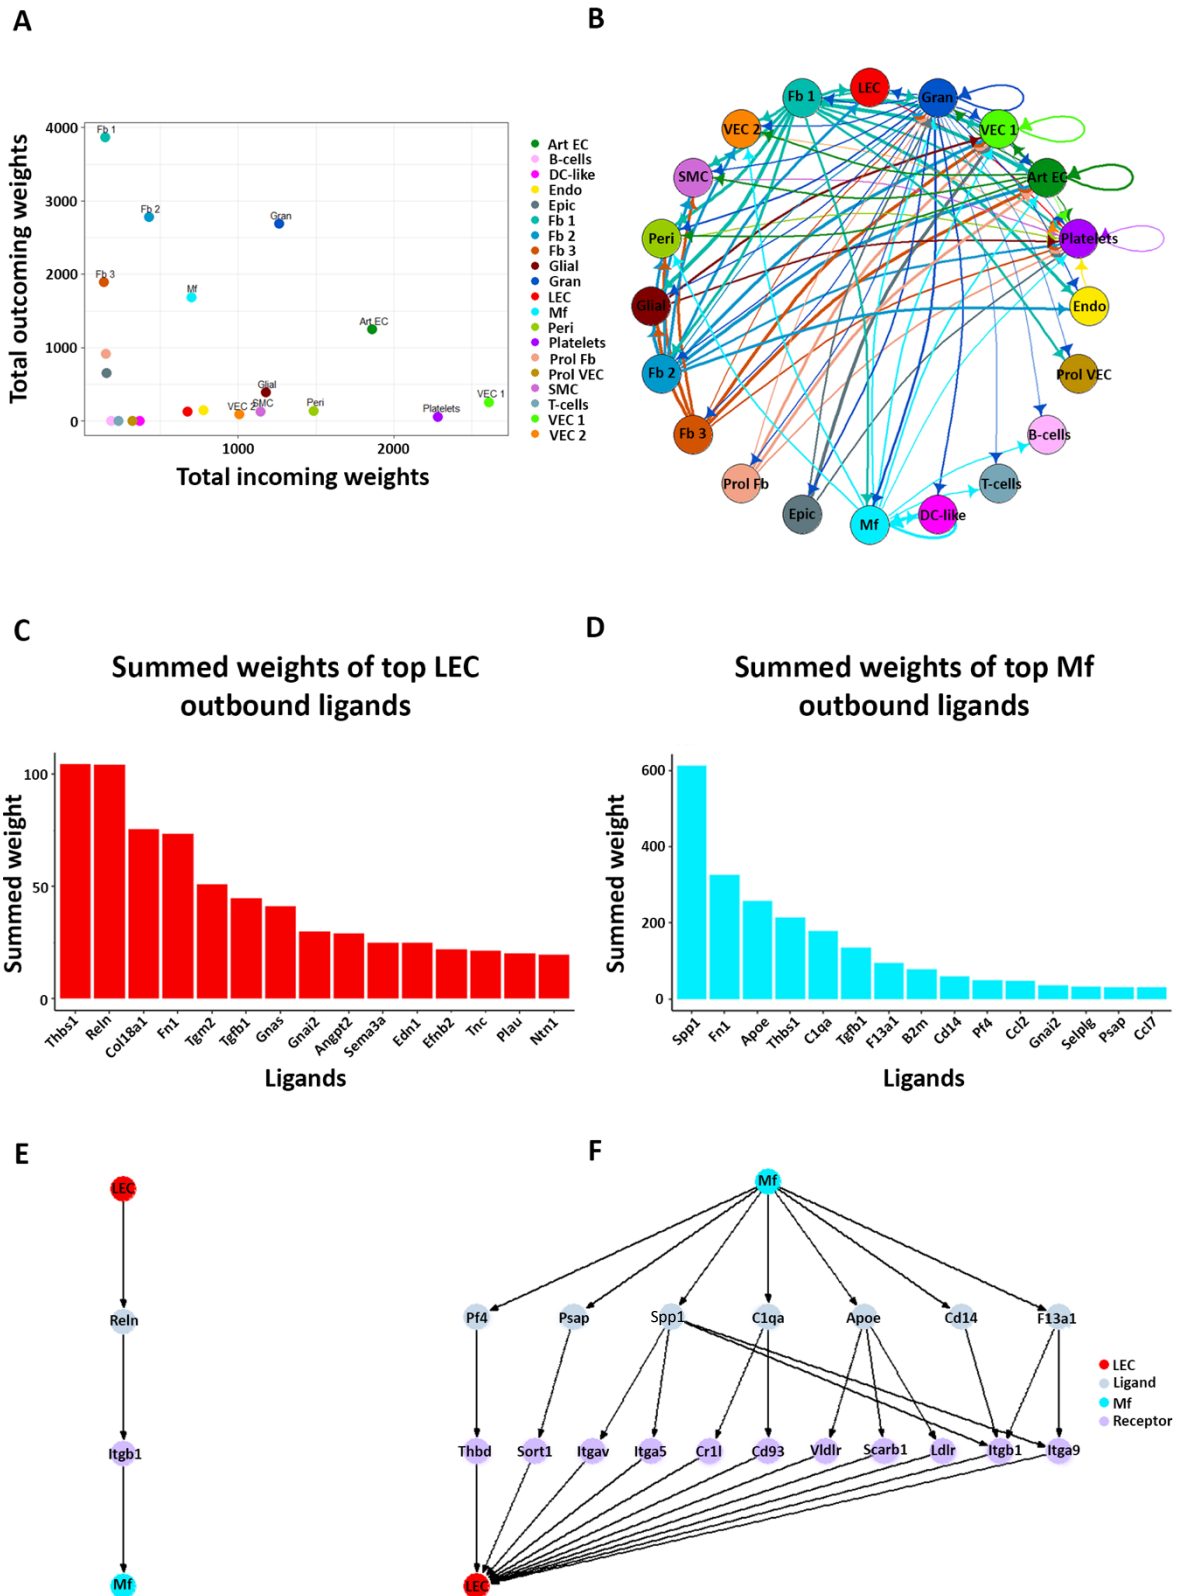 A
Total outcoming weights
4000
3000
2000
1000
0
Fb 1
Fb 2
Gran
Fb 3
Mf
Art EC
Glial
VEC 2
SMC
Peri
Platelets
VEC 1
1000
2000
Total incoming weights
Art EC
B-cells
DC-like
Endo
Epic
Fb 1
Fb 2
Fb 3
Glial
Gran
LEC
Mf
Peri
Platelets
Prol Fb
Prol VEC
SMC
T-cells
VEC 1
VEC 2
B
LEC
Fb 1
Gran
VEC 2
VEC 1
SMC
Art EC
Peri
Platelets
Glial
Endo
Fb 2
Prol VEC
Fb 3
B-cells
Prol Fb
T-cells
Epic
Mf
DC-like
C
Summed weights of top LEC
outbound ligands
Summed weight
100
50
0
Thbs1
Reln
Col18a1
Fn1
Tgm2
Tgfb1
Gnas
Gnai2
Angpt2
Sema3a
Edn1
Efnb2
Tnc
Plau
Ntn1
Ligands
D
Summed weights of top Mf
outbound ligands
Summed weight
600
400
200
0
Spp1
Fn1
Apoe
Thbs1
C1qa
Tgfb1
F13a1
B2m
Cd14
Pf4
Ccl2
Gnai2
Selplg
Psap
Ccl7
Ligands
E
LEC
Reln
Itgb1
Mf
F
Mf
Pf4
Psap
Spp1
C1qa
Apoe
Cd14
F13a1
Thbd
Sort1
Itgav
Itga5
Cr1l
Cd93
Vldlr
Scarb1
Ldlr
Itgb1
Itga9
LEC
LEC
Ligand
Mf
Receptor